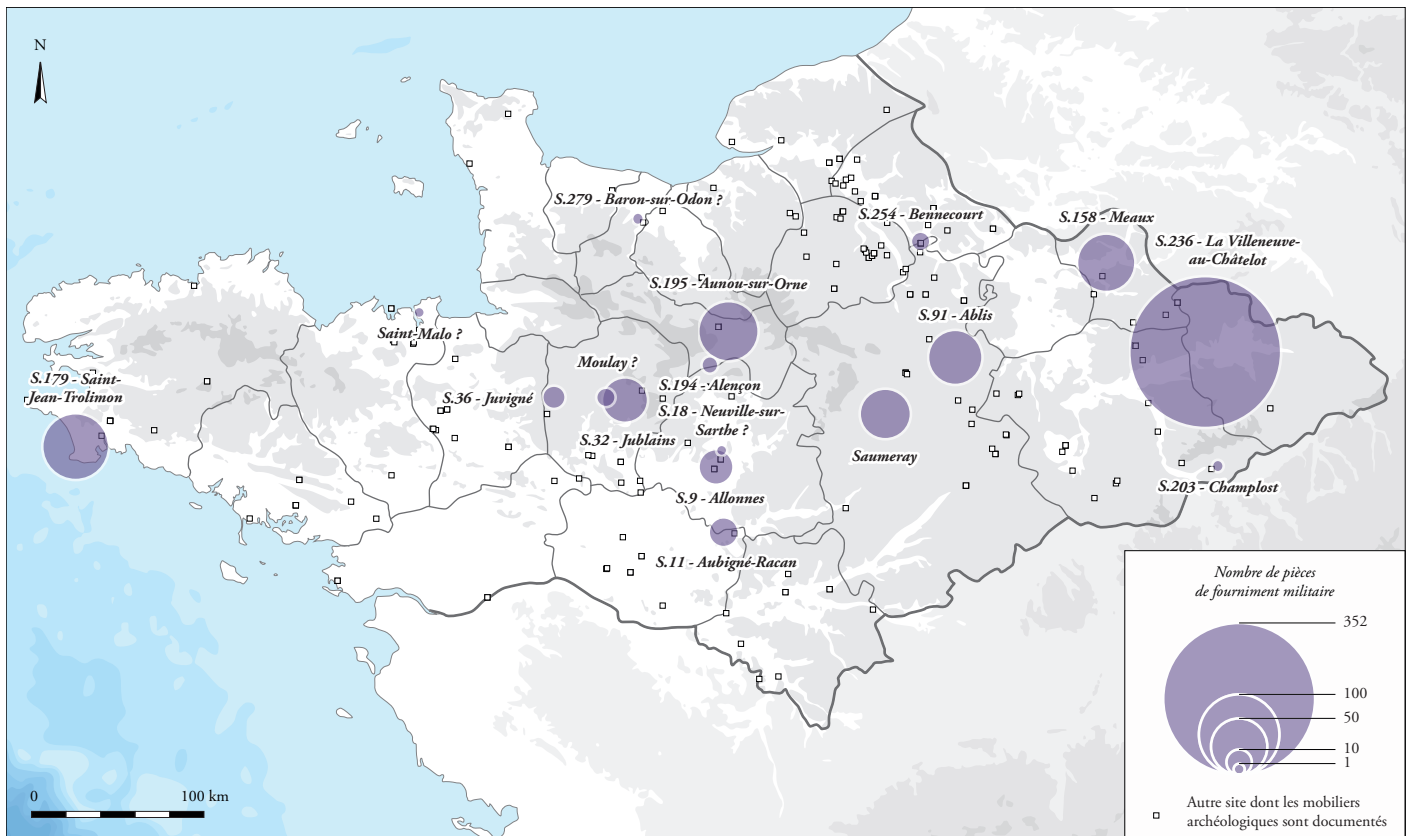 N
S.279 - Baron-sur-Odon ?
S.254 - Bennecourt
S.158 - Meaux
S.236 - La Villeneuve-
au-Châtelot
S.195 - Aunou-sur-Orne
S.91 - Ablis
Saint-Malo ?
Moulay ?
S.179 - Saint-
Jean-Trolimon
S.36 - Juvigné
S.194 - Alençon
S.18 - Neuville-sur-
Sarthe ?
S.32 - Jublains
Saumeray
S.9 - Allonnes
S.203 - Champlost
S.11 - Aubigné-Racan
Nombre de pièces
de fourniment militaire
352
100
50
10
1
Autre site dont les mobiliers
archéologiques sont documentés
0
100 km